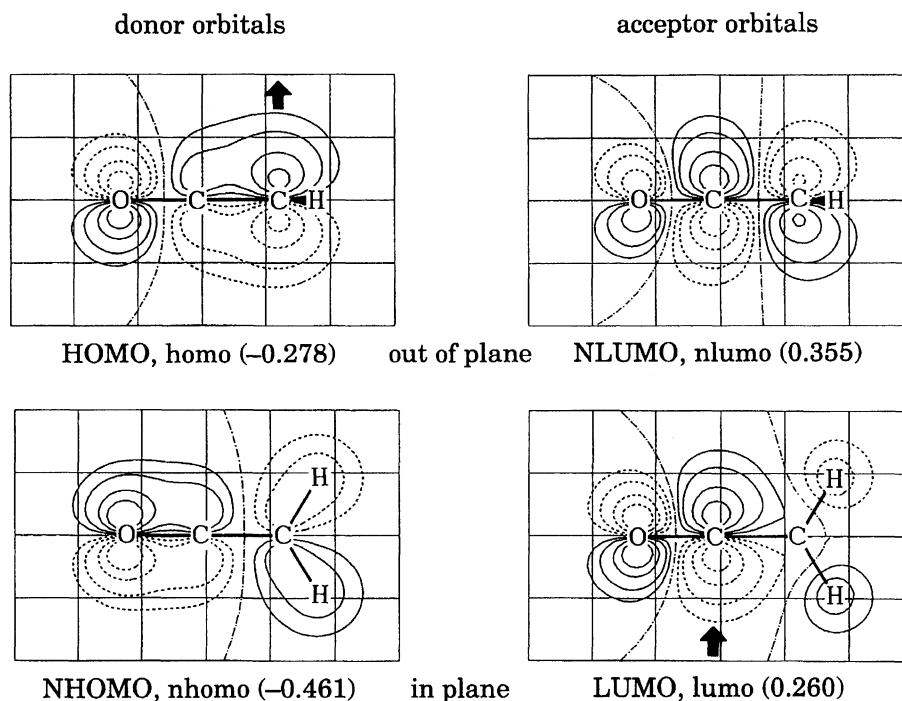 donor orbitals acceptor orbitals
O C C H O C C H
HOMO, homo (–0.278) out of plane NLUMO, nlumo (0.355)
H H
O C C O C C
H H
NHOMO, nhomo (–0.461) in plane LUMO, lumo (0.260)